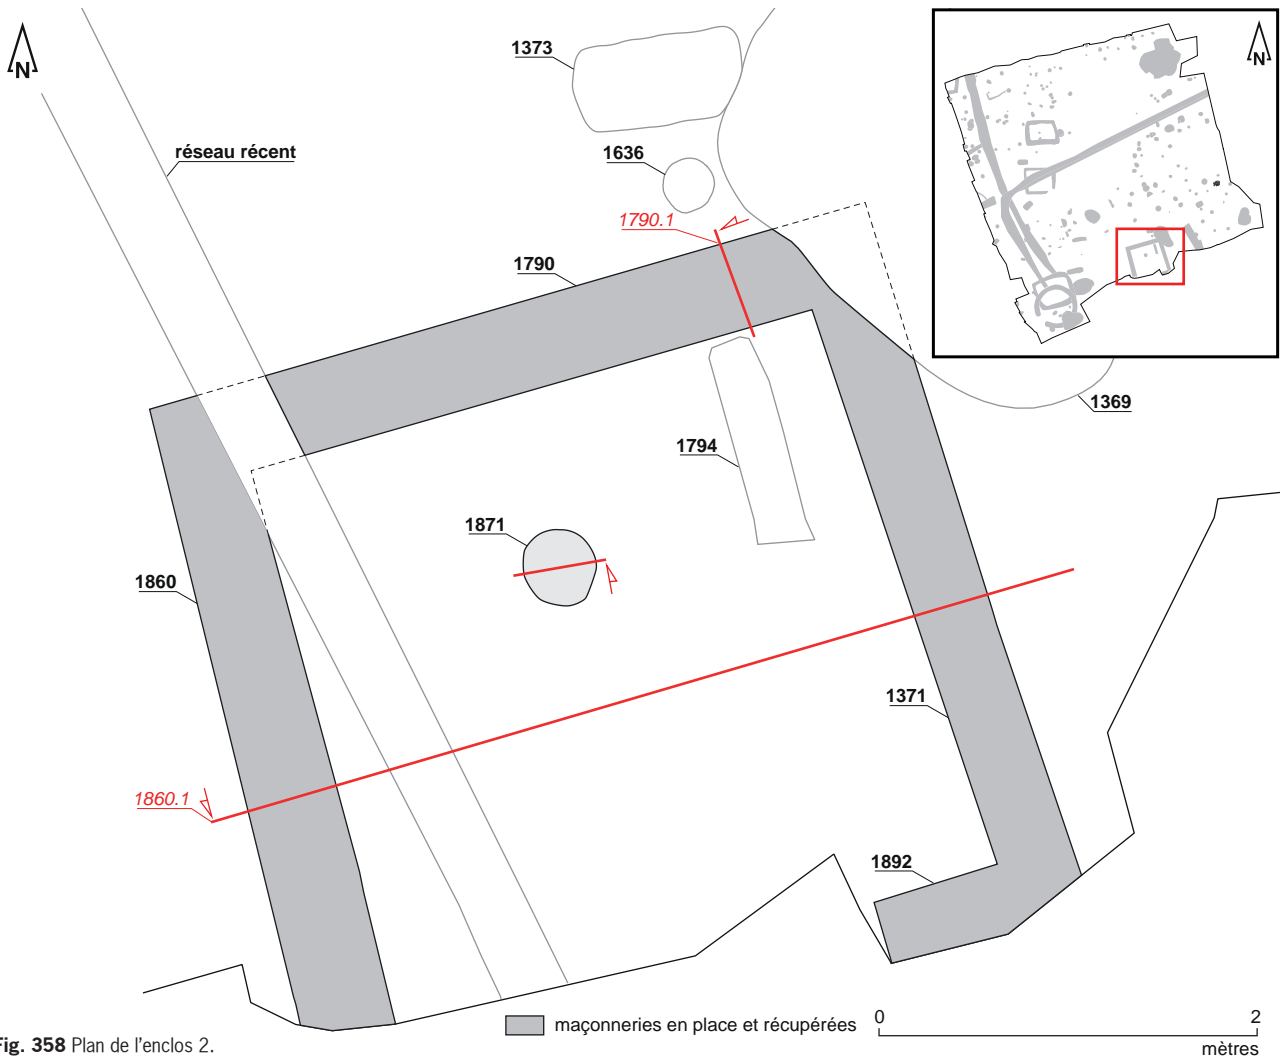 N
1373
N
réseau récent
1636
1790.1
1790
1369
1794
1871
1860
1371
1860.1
1892
maçonneries en place et récupérées
0 2
mètres
Fig. 358 Plan de l'enclos 2.